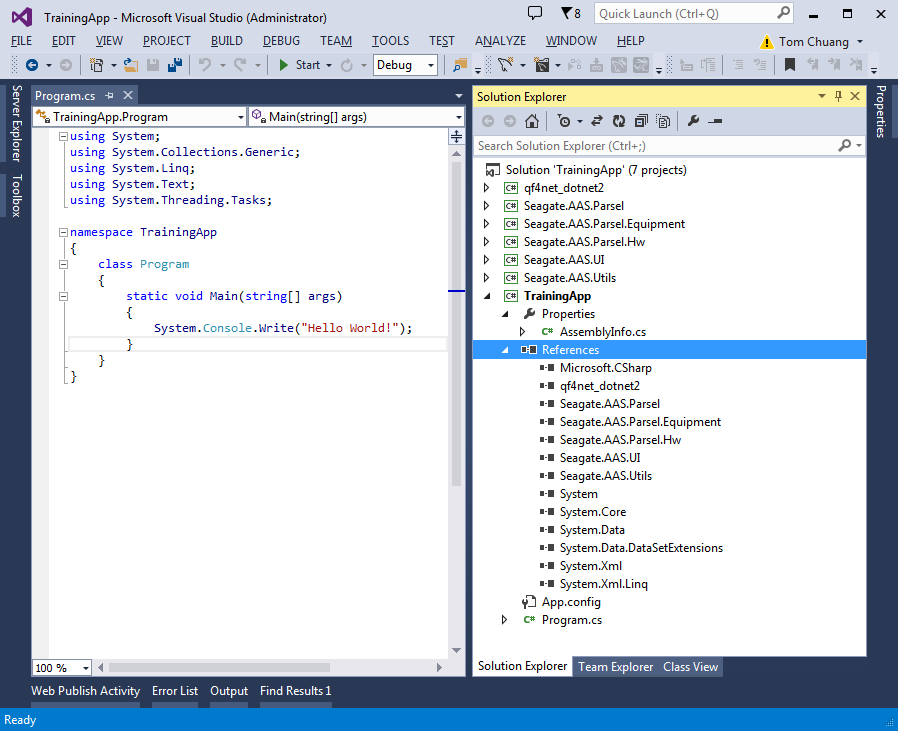 TrainingApp - Microsoft Visual Studio (Administrator)
8
Quick Launch (Ctrl+Q)
FILE EDIT VIEW PROJECT BUILD DEBUG TEAM TOOLS TEST ANALYZE WINDOW HELP
Tom Chuang
Start
Debug
Server Explorer
Toolbox
Program.cs
TrainingApp.Program
Main(string[] args)
using System;
using System.Collections.Generic;
using System.Linq;
using System.Text;
using System.Threading.Tasks;
namespace TrainingApp
{
class Program
{
static void Main(string[] args)
{
System.Console.Write("Hello World!");
}
}
}
100 %
Solution Explorer
Search Solution Explorer (Ctrl+;)
Solution 'TrainingApp' (7 projects)
C# qf4net_dotnet2
C# Seagate.AAS.Parsel
C# Seagate.AAS.Parsel.Equipment
C# Seagate.AAS.Parsel.Hw
C# Seagate.AAS.UI
C# Seagate.AAS.Utils
C# TrainingApp
Properties
C# AssemblyInfo.cs
References
Microsoft.CSharp
qf4net_dotnet2
Seagate.AAS.Parsel
Seagate.AAS.Parsel.Equipment
Seagate.AAS.Parsel.Hw
Seagate.AAS.UI
Seagate.AAS.Utils
System
System.Core
System.Data
System.Data.DataSetExtensions
System.Xml
System.Xml.Linq
App.config
C# Program.cs
Solution Explorer Team Explorer Class View
Properties
Web Publish Activity Error List Output Find Results 1
Ready